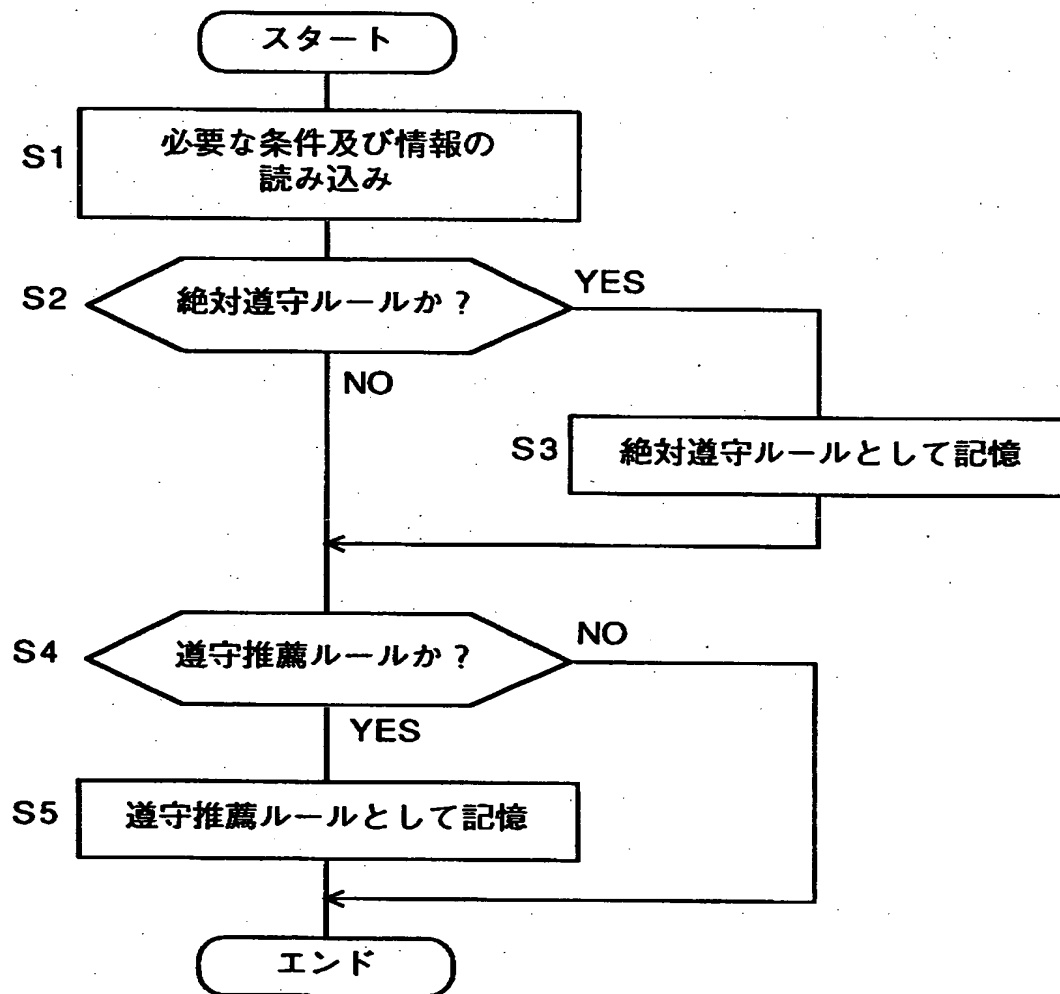 スタート
S1
必要な条件及び情報の
読み込み
S2
絶対遵守ルールか？
YES
NO
S3
絶対遵守ルールとして記憶
S4
遵守推薦ルールか？
NO
YES
S5
遵守推薦ルールとして記憶
エンド